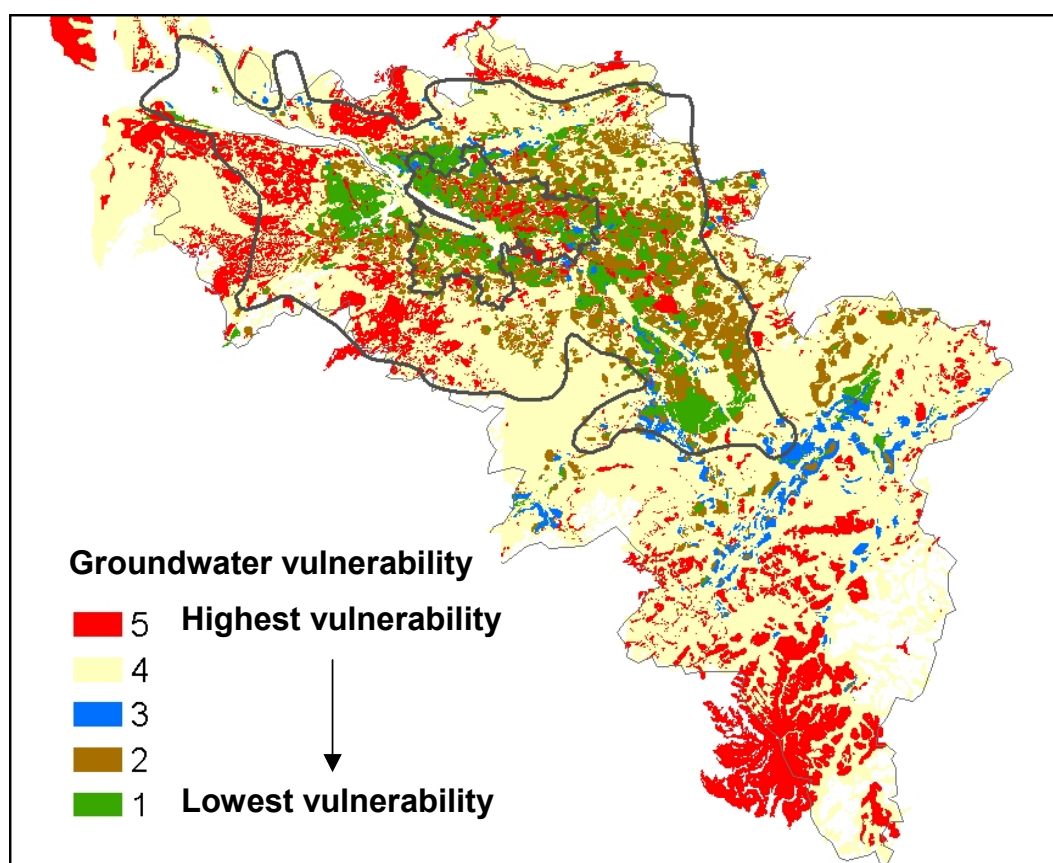 Groundwater vulnerability
5 Highest vulnerability
4
3
2
1 Lowest vulnerability